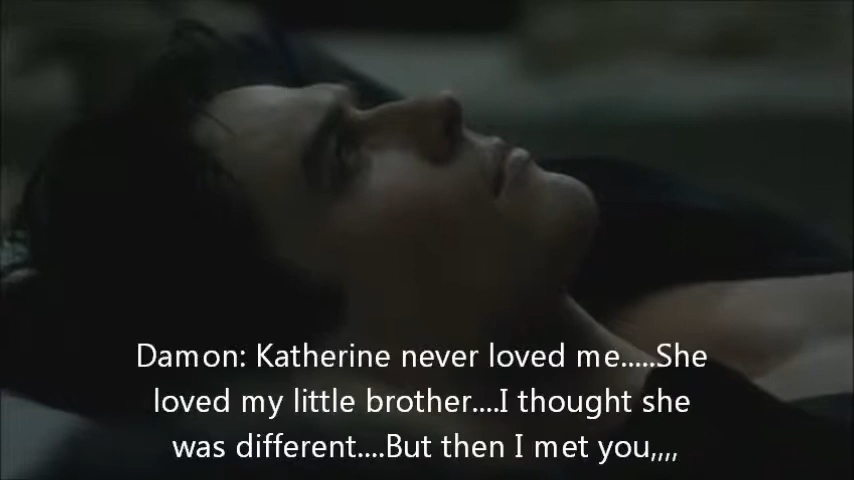 Damon: Katherine never loved me.....She
loved my little brother....I thought she
was different....But then I met you,,,,